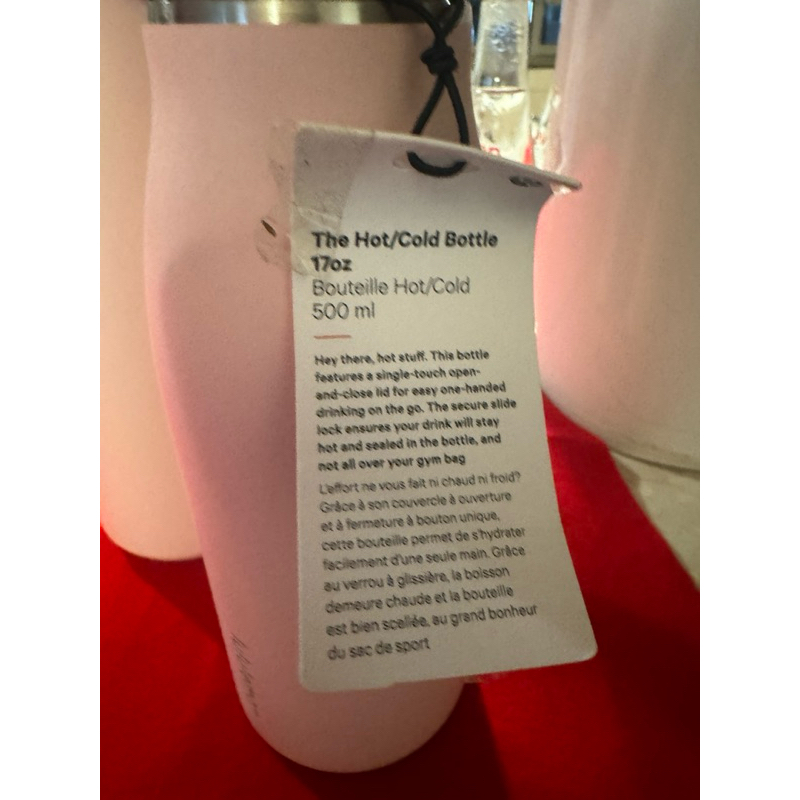 The Hot/Cold Bottle
17oz
Bouteille Hot/Cold
500 ml
Hey there, hot stuff. This bottle
features a single-touch open-
and-close lid for easy one-handed
drinking on the go. The secure slide
lock ensures your drink will stay
hot and sealed in the bottle, and
not all over your gym bag
L'effort ne vous fait ni chaud ni froid?
Grâce à son couvercle à ouverture
et à fermeture à bouton unique,
cette bouteille permet de s'hydrater
facilement d'une seule main. Grâce
au verrou à glissière, la boisson
demeure chaude et la bouteille
est bien scellée, au grand bonheur
du sac de sport